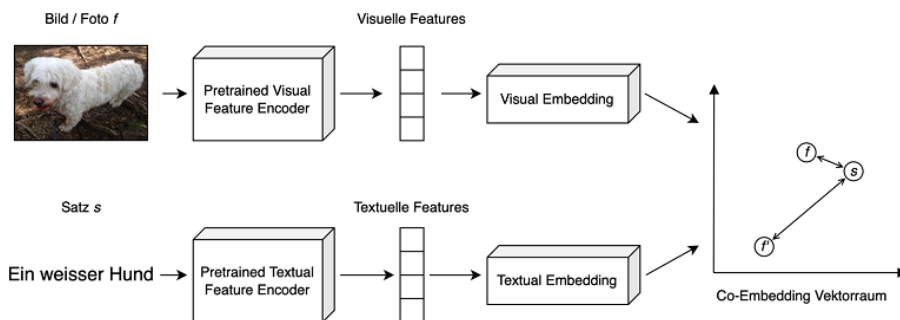 Bild / Foto f
Visuelle Features
Pretrained Visual
Feature Encoder
Visual Embedding
f
s
f'
Co-Embedding Vektorraum
Satz s
Textuelle Features
Ein weisser Hund
Pretrained Textual
Feature Encoder
Textual Embedding